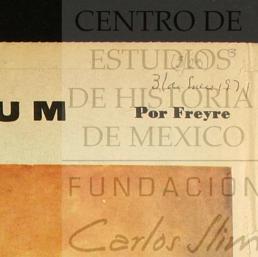 CENTRO DE
ESTUDIOS
DE HISTORIA
DE MEXICO
FUNDACIÓN
Carlos Slim
UM
Por Freyre